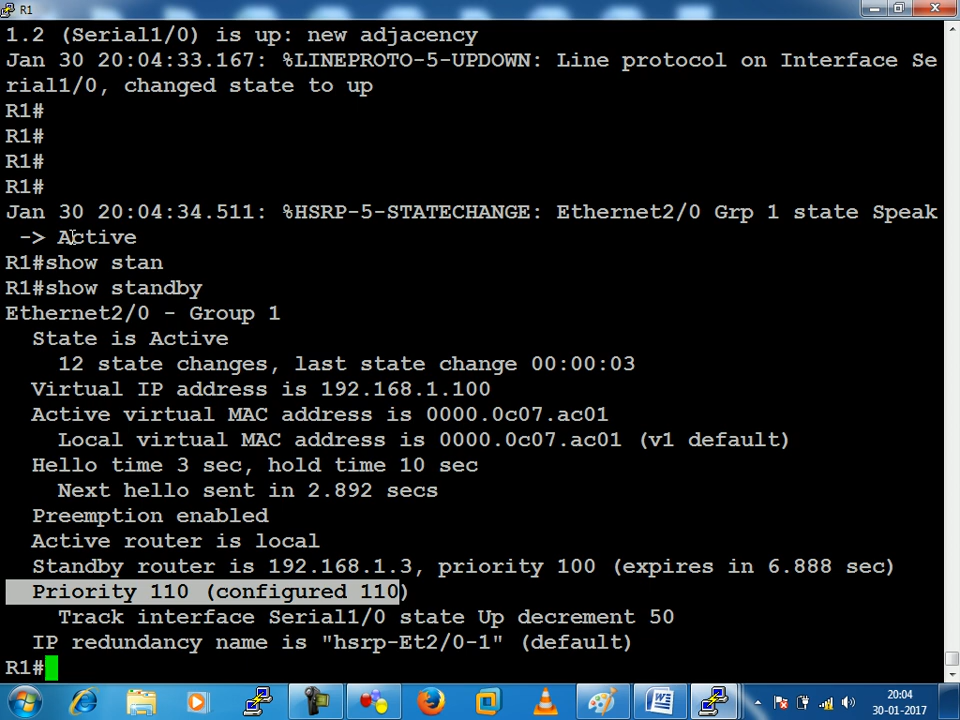 R1
1.2 (Serial1/0) is up: new adjacency
Jan 30 20:04:33.167: %LINEPROTO-5-UPDOWN: Line protocol on Interface Se
rial1/0, changed state to up
R1#
R1#
R1#
R1#
Jan 30 20:04:34.511: %HSRP-5-STATECHANGE: Ethernet2/0 Grp 1 state Speak
 -> Active
R1#show stan
R1#show standby
Ethernet2/0 - Group 1
  State is Active
    12 state changes, last state change 00:00:03
  Virtual IP address is 192.168.1.100
  Active virtual MAC address is 0000.0c07.ac01
    Local virtual MAC address is 0000.0c07.ac01 (v1 default)
  Hello time 3 sec, hold time 10 sec
    Next hello sent in 2.892 secs
  Preemption enabled
  Active router is local
  Standby router is 192.168.1.3, priority 100 (expires in 6.888 sec)
  Priority 110 (configured 110)
    Track interface Serial1/0 state Up decrement 50
  IP redundancy name is "hsrp-Et2/0-1" (default)
R1#
20:04
30-01-2017